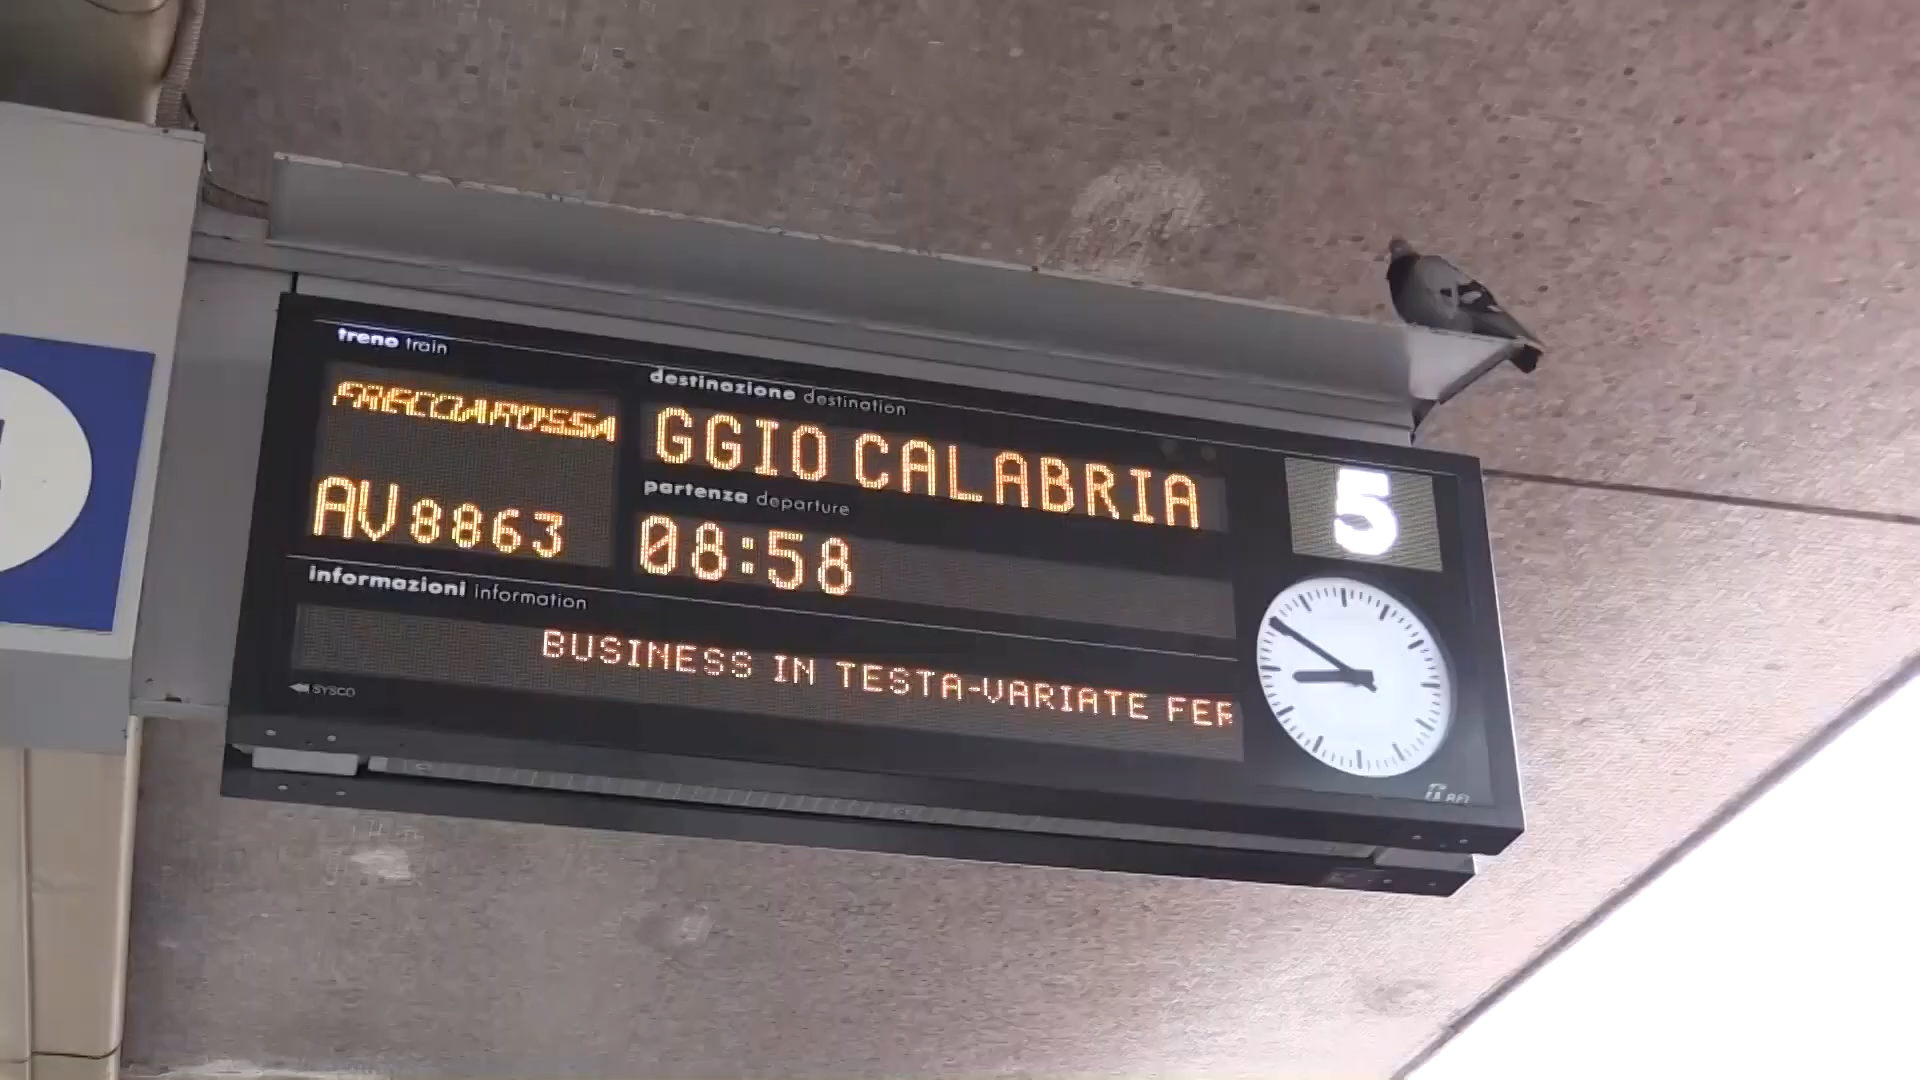 treno train
FRECCIAROSSA
AV8863
destinazione destination
GGIO CALABRIA
partenza departure
08:58
5
informazioni information
BUSINESS IN TESTA-VARIATE FER
SYSCO
RFI